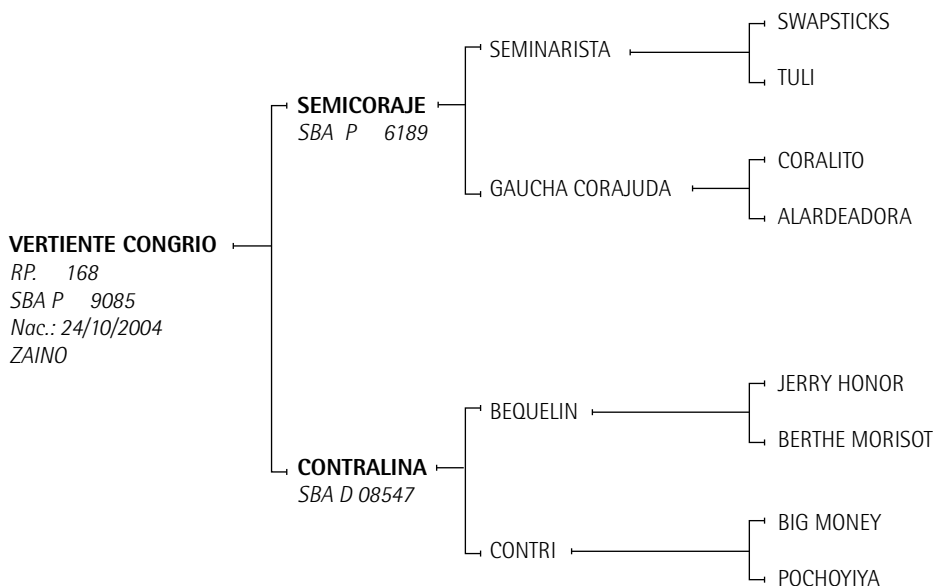 VERTIENTE CONGRIO
RP. 168
SBA P 9085
Nac.: 24/10/2004
ZAINO
SEMICORAJE
SBA P 6189
CONTRALINA
SBA D 08547
SEMINARISTA
GAUCHA CORAJUDA
BEQUELIN
CONTRI
SWAPSTICKS
TULI
CORALITO
ALARDEADORA
JERRY HONOR
BERTHE MORISOT
BIG MONEY
POCHOYIYA